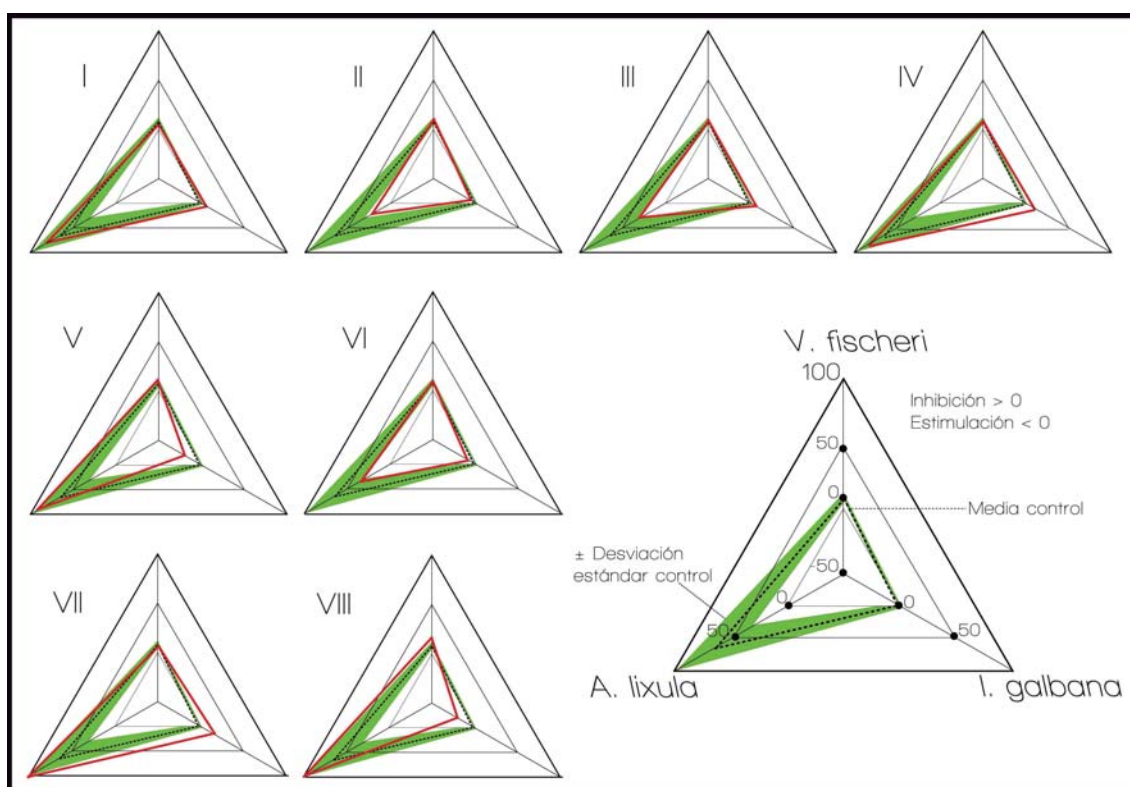 I
II
III
IV
V
VI
VII
VIII
V. fischeri
100
Inhibición > 0
Estimulación < 0
50
0
Media control
-50
± Desviación
estándar control
0
0
50
50
A. lixula
I. galbana